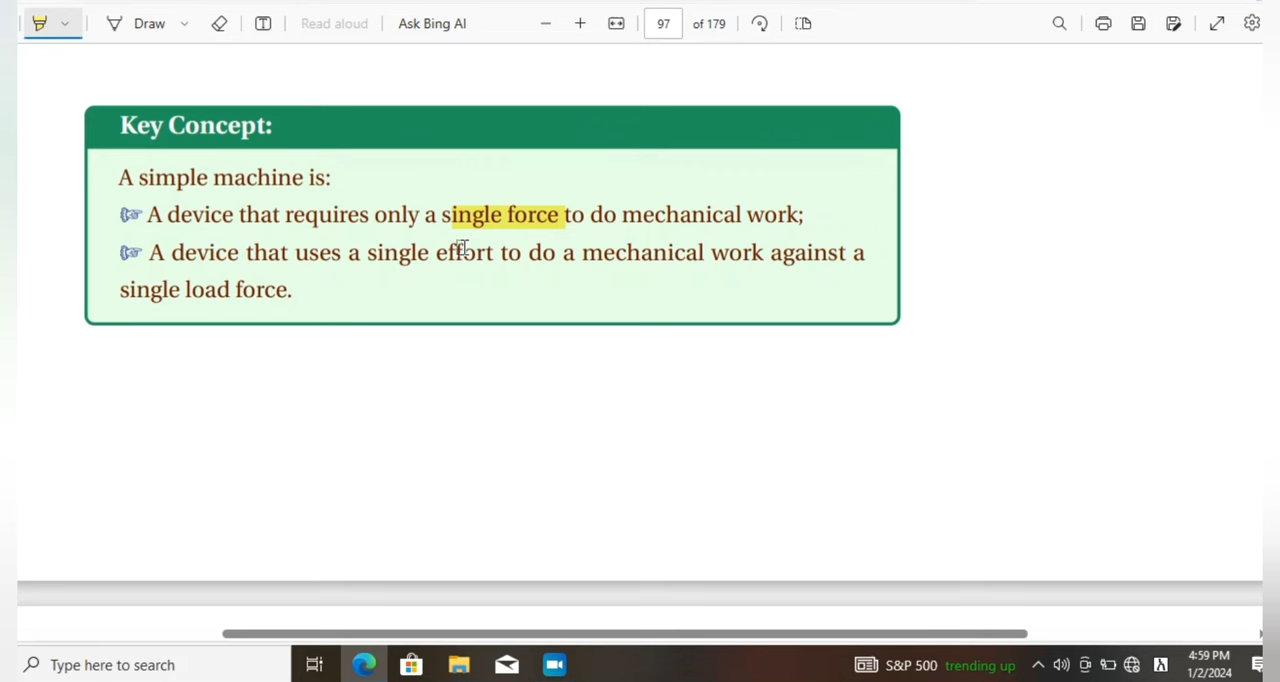 Draw
Read aloud
Ask Bing AI
97 of 179
Key Concept:
A simple machine is:
A device that requires only a single force to do mechanical work;
A device that uses a single effort to do a mechanical work against a
single load force.
Type here to search
S&P 500 trending up
4:59 PM
1/2/2024